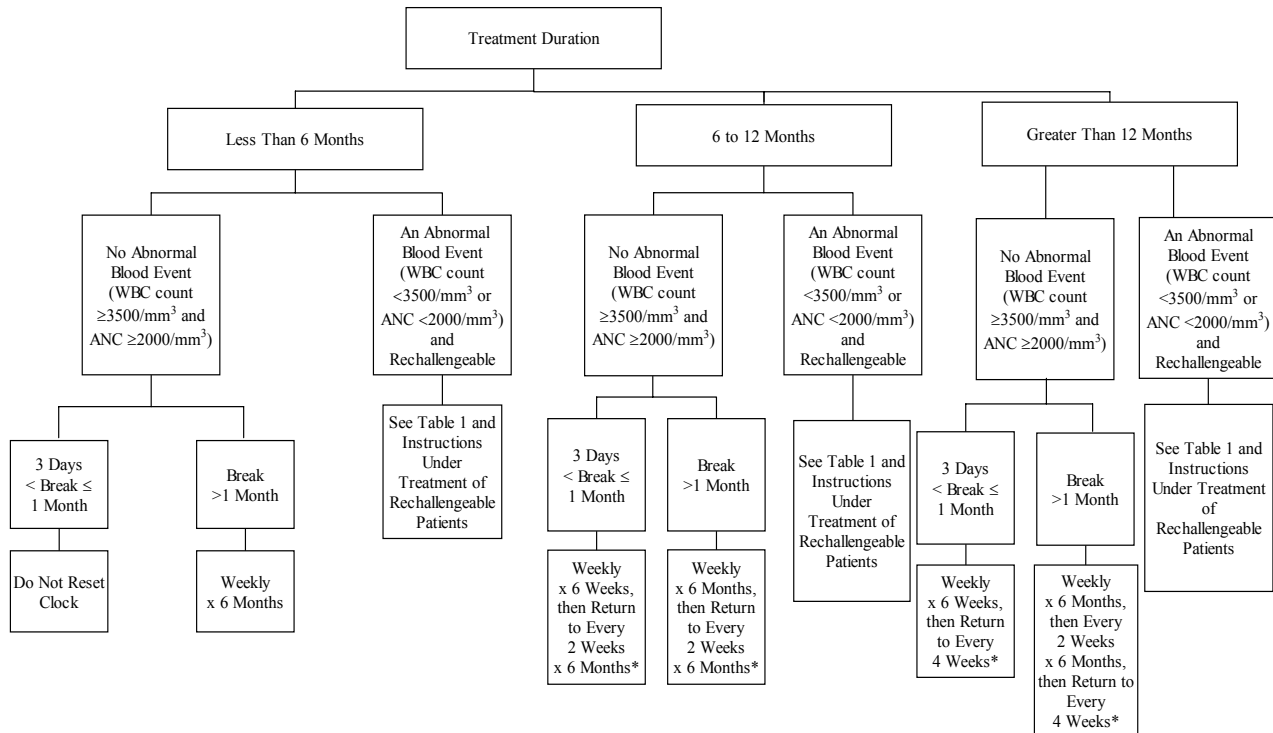 Treatment Duration
Less Than 6 Months
6 to 12 Months
Greater Than 12 Months
No Abnormal
Blood Event
(WBC count
≥3500/mm³ and
ANC ≥2000/mm³)
An Abnormal
Blood Event
(WBC count
<3500/mm³ or
ANC <2000/mm³)
and
Rechallengeable
No Abnormal
Blood Event
(WBC count
≥3500/mm³ and
ANC ≥2000/mm³)
An Abnormal
Blood Event
(WBC count
<3500/mm³ or
ANC <2000/mm³)
and
Rechallengeable
No Abnormal
Blood Event
(WBC count
≥3500/mm³ and
ANC ≥2000/mm³)
An Abnormal
Blood Event
(WBC count
<3500/mm³ or
ANC <2000/mm³)
and
Rechallengeable
3 Days
< Break ≤
1 Month
Break
>1 Month
See Table 1 and
Instructions
Under
Treatment of
Rechallengeable
Patients
3 Days
< Break ≤
1 Month
Break
>1 Month
See Table 1 and
Instructions
Under
Treatment of
Rechallengeable
Patients
3 Days
< Break ≤
1 Month
Break
>1 Month
See Table 1 and
Instructions
Under Treatment
of
Rechallengeable
Patients
Do Not Reset
Clock
Weekly
x 6 Months
Weekly
x 6 Weeks,
then Return
to Every
2 Weeks
x 6 Months*
Weekly
x 6 Months,
then Return
to Every
2 Weeks
x 6 Months*
Weekly
x 6 Weeks,
then Return
to Every
4 Weeks*
Weekly
x 6 Months,
then Every
2 Weeks
x 6 Months,
then Return to
Every
4 Weeks*